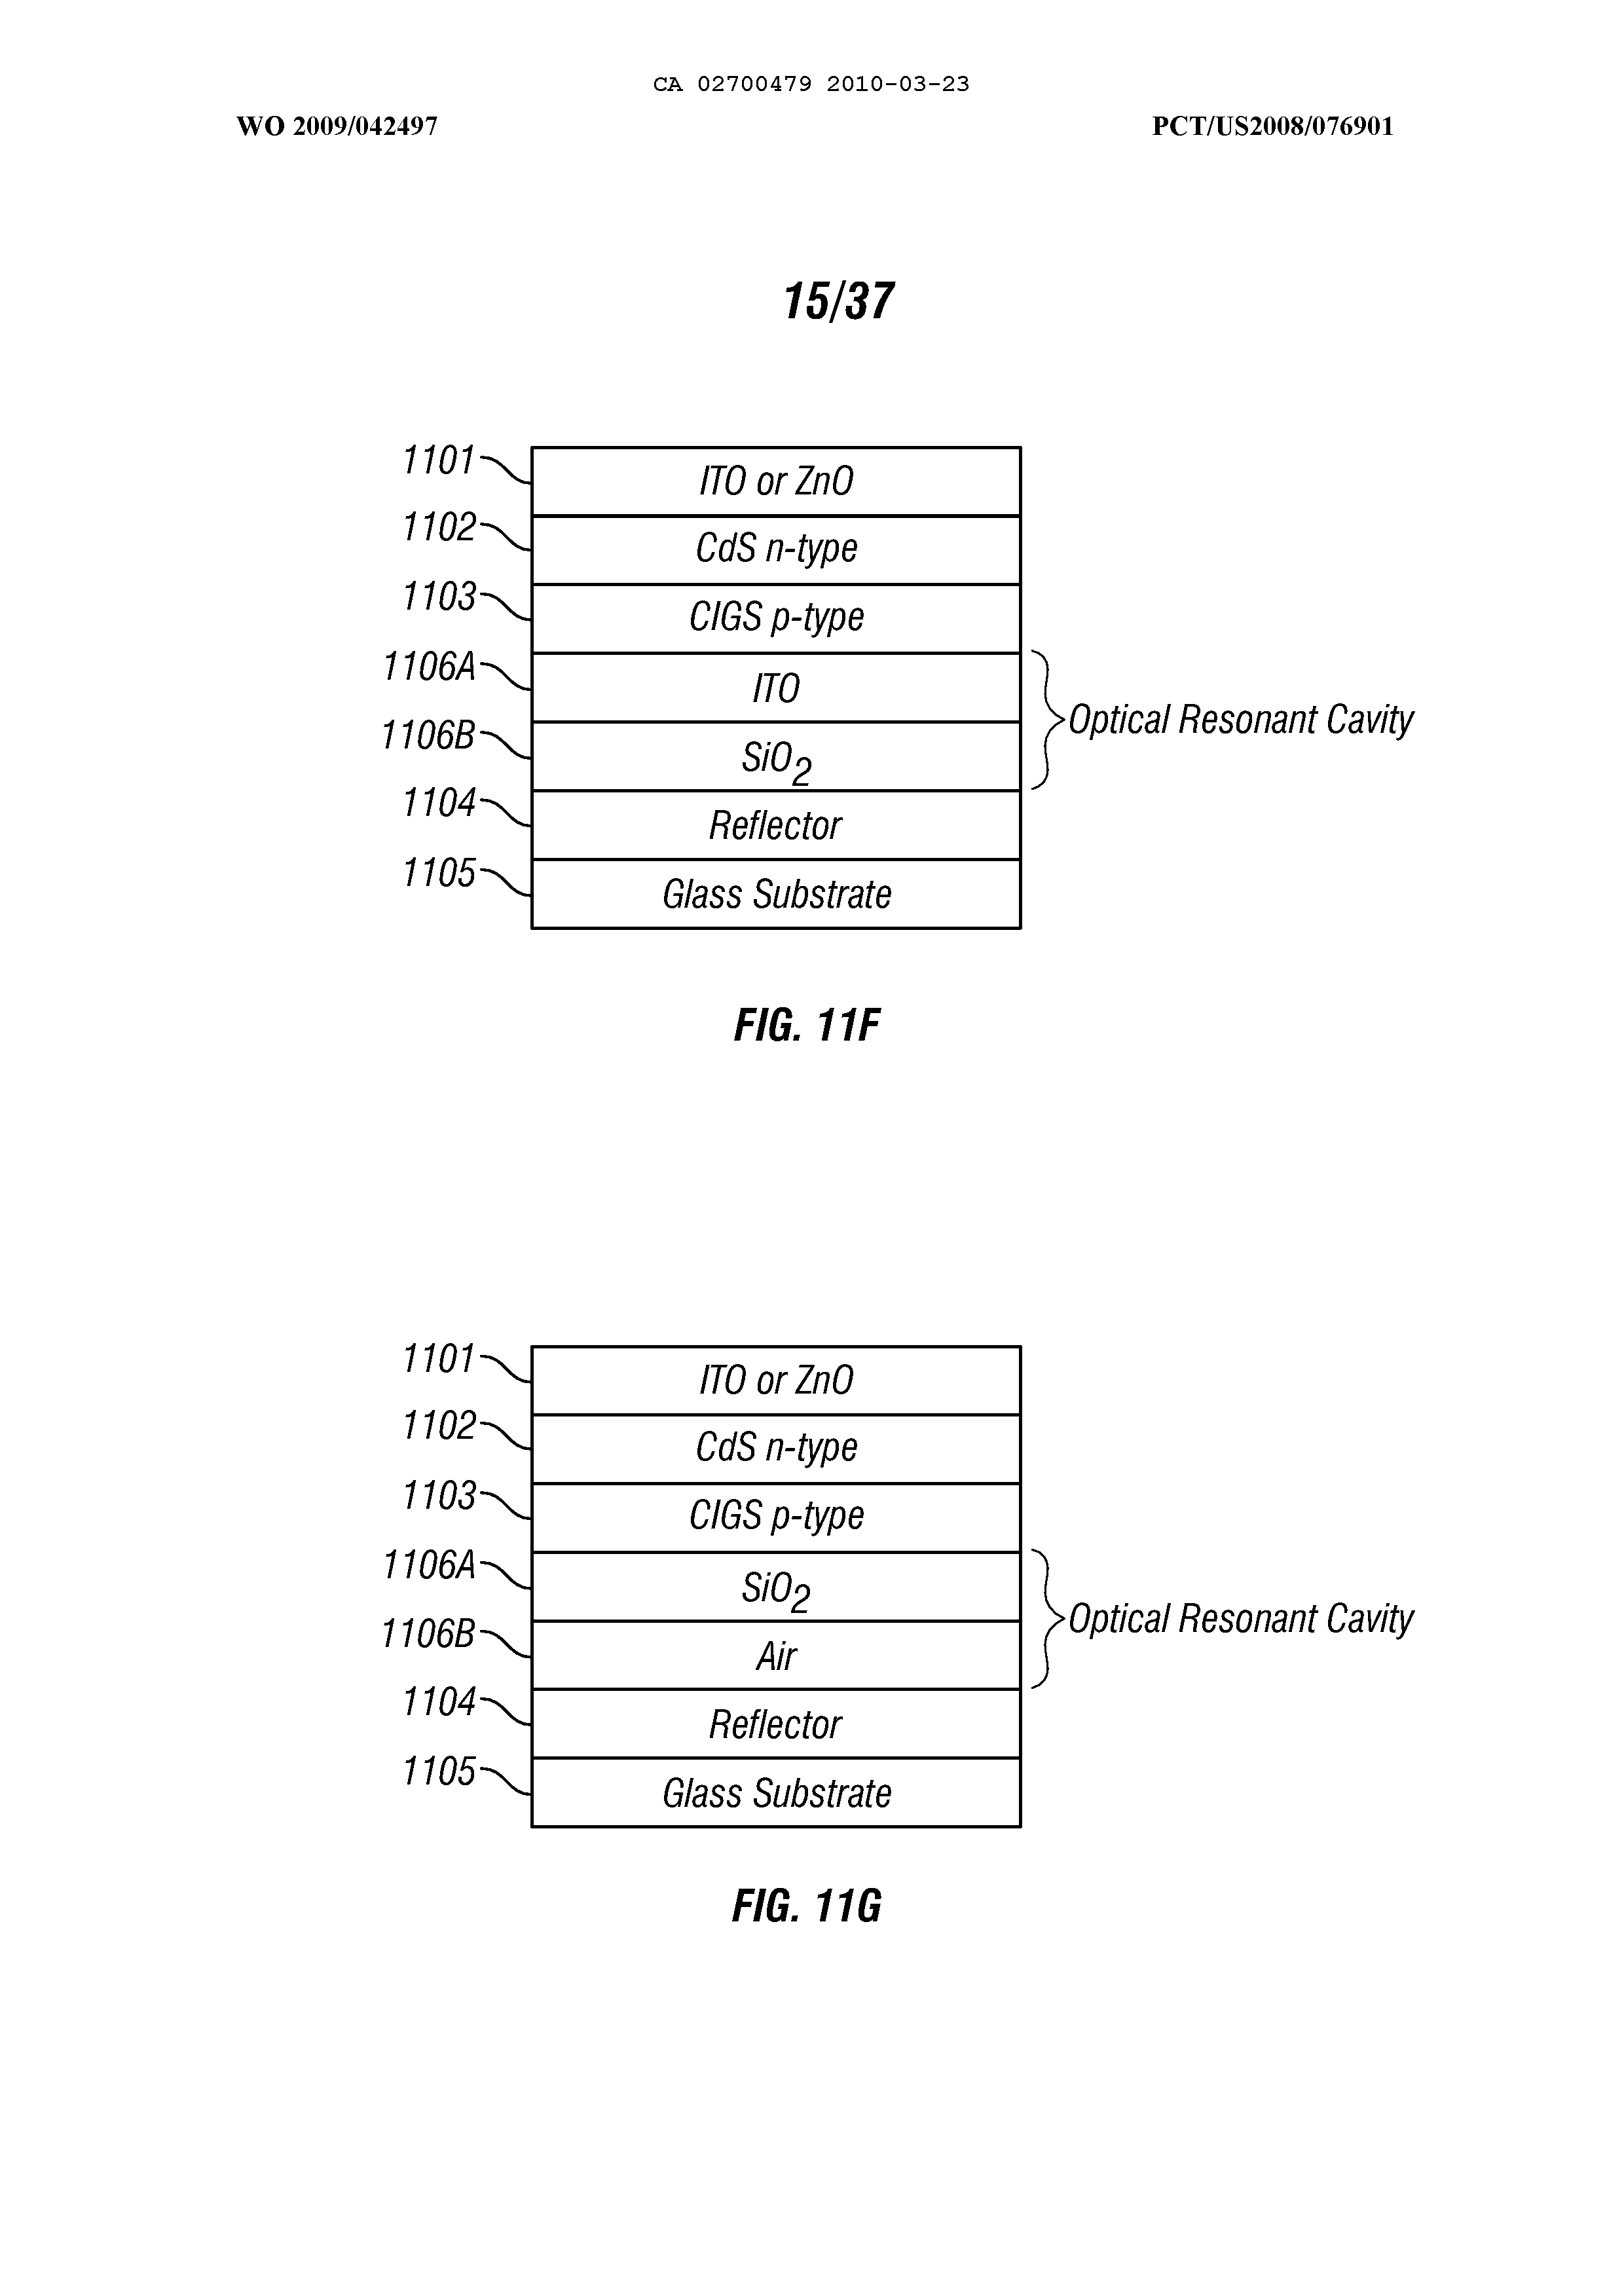 CA 02700479 2010-03-23
WO 2009/042497 PCT/US2008/076901
15/37
1101 ITO or ZnO
1102 CdS n-type
1103 CIGS p-type
1106A ITO
Optical Resonant Cavity
1106B SiO2
1104 Reflector
1105 Glass Substrate
FIG. 11F
1101 ITO or ZnO
1102 CdS n-type
1103 CIGS p-type
1106A SiO2
Optical Resonant Cavity
1106B Air
1104 Reflector
1105 Glass Substrate
FIG. 11G